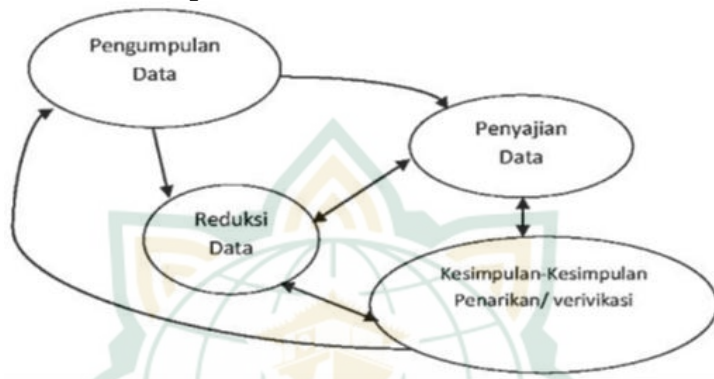 Pengumpulan
Data
Penyajian
Data
Reduksi
Data
Kesimpulan-Kesimpulan
Penarikan/ verivikasi